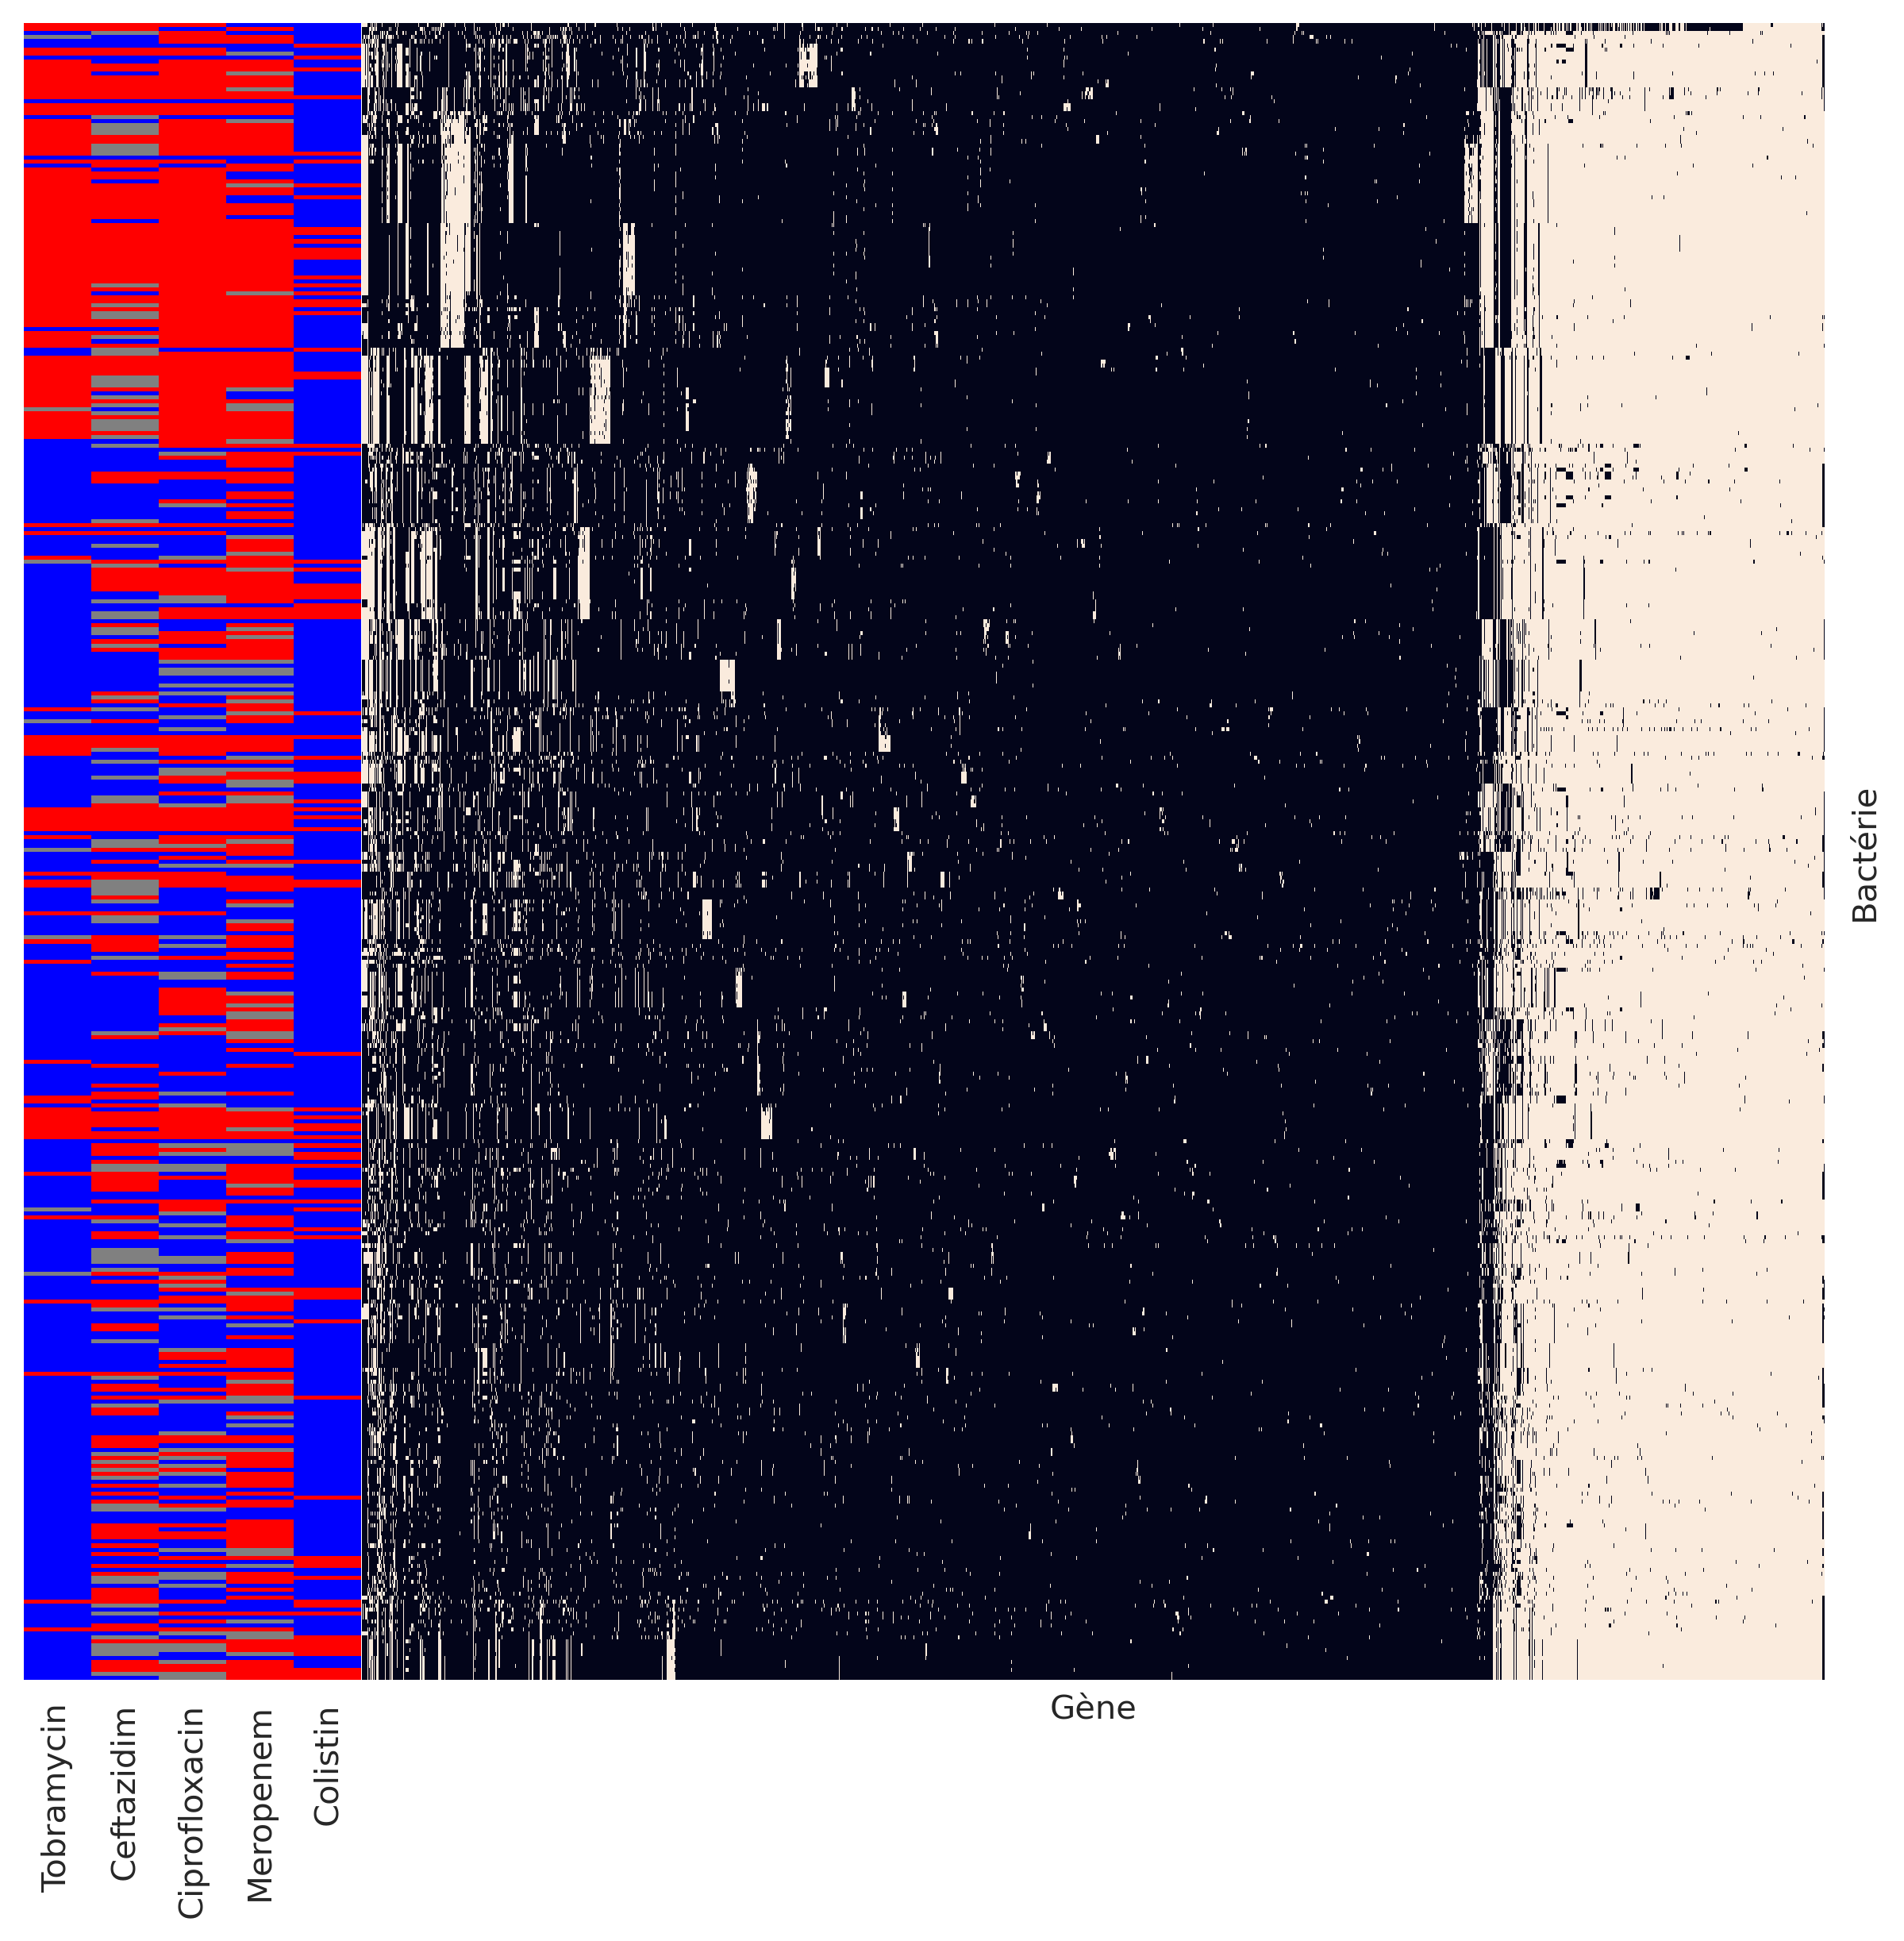 Bactérie
Gène
Tobramycin
Ceftazidim
Ciprofloxacin
Meropenem
Colistin